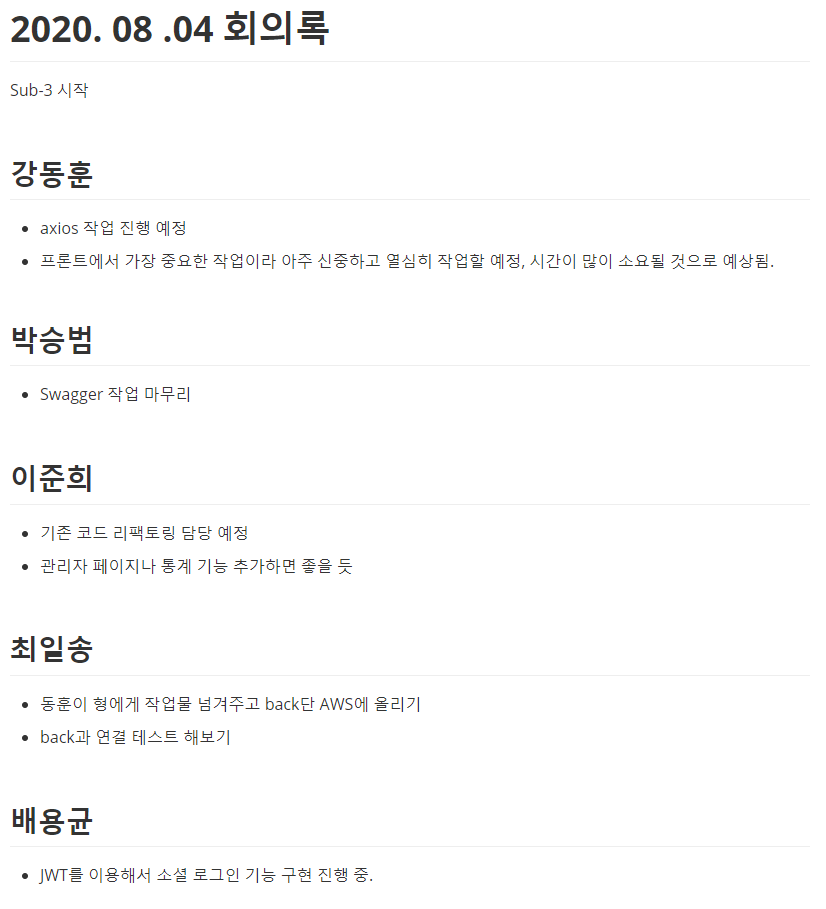 2020. 08 .04 회의록
Sub-3 시작
강동훈
axios 작업 진행 예정
프론트에서 가장 중요한 작업이라 아주 신중하고 열심히 작업할 예정, 시간이 많이 소요될 것으로 예상됨.
박승범
Swagger 작업 마무리
이준희
기존 코드 리팩토링 담당 예정
관리자 페이지나 통계 기능 추가하면 좋을 듯
최일송
동훈이 형에게 작업물 넘겨주고 back단 AWS에 올리기
back과 연결 테스트 해보기
배용균
JWT를 이용해서 소셜 로그인 기능 구현 진행 중.